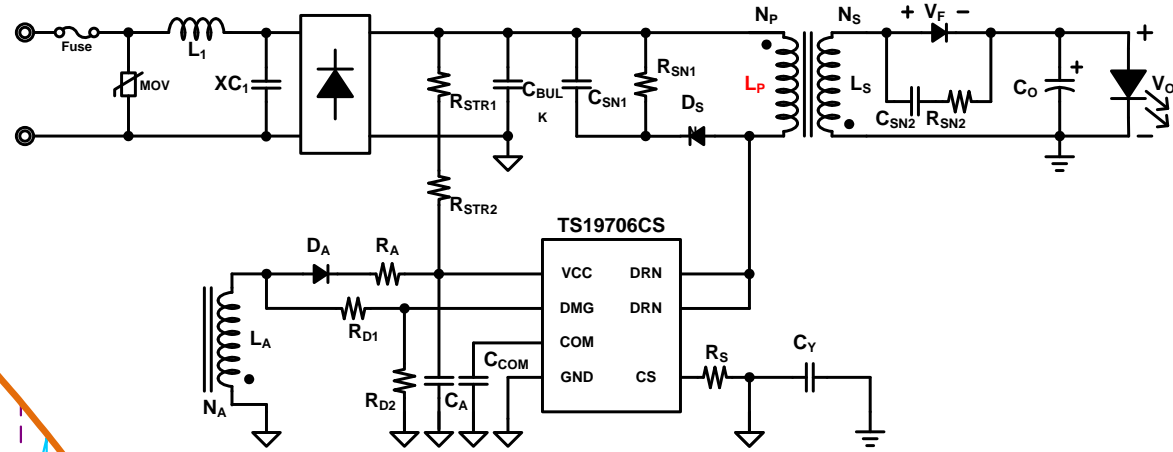 Fuse
L1
MOV
XC1
RSTR1
CBUL
K
CSN1
RSN1
DS
NP
NS
LP
LS
+ VF -
CSN2
RSN2
CO
+
+
VO
-
RSTR2
TS19706CS
DA
RA
VCC
DRN
DMG
DRN
RD1
LA
COM
CCOM
GND
CS
RS
CY
RD2
CA
NA